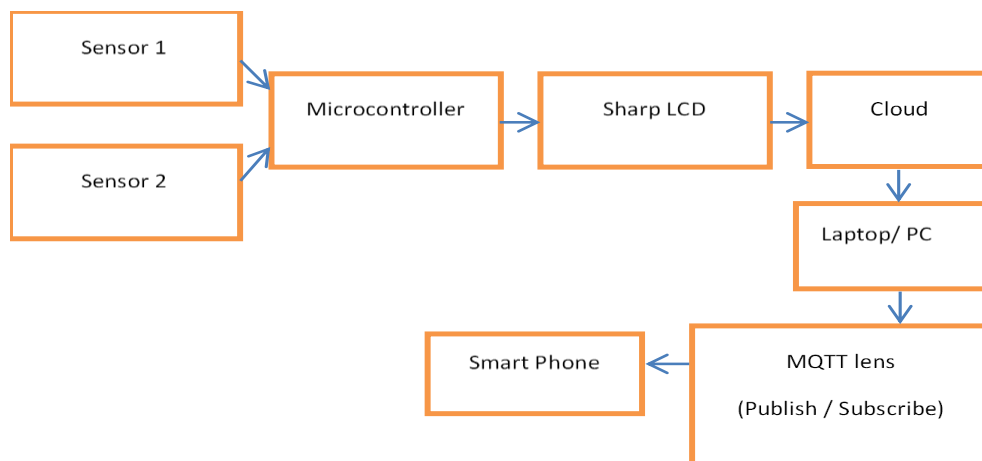 Sensor 1
Microcontroller
Sharp LCD
Cloud
Sensor 2
Laptop/ PC
MQTT lens
(Publish / Subscribe)
Smart Phone